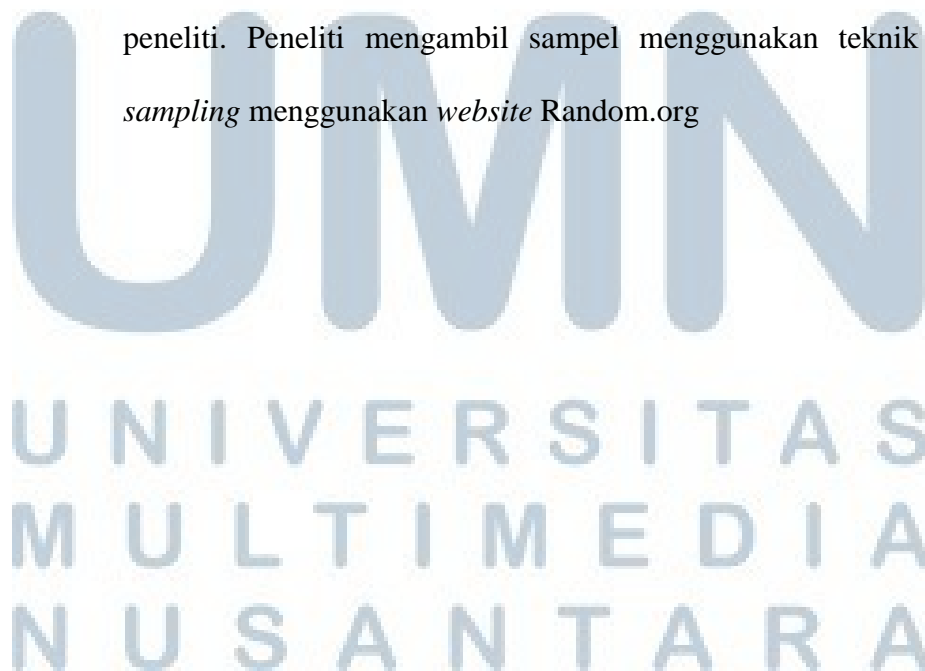 peneliti. Peneliti mengambil sampel menggunakan teknik
sampling menggunakan website Random.org
UMN
UNIVERSITAS
MULTIMEDIA
NUSANTARA